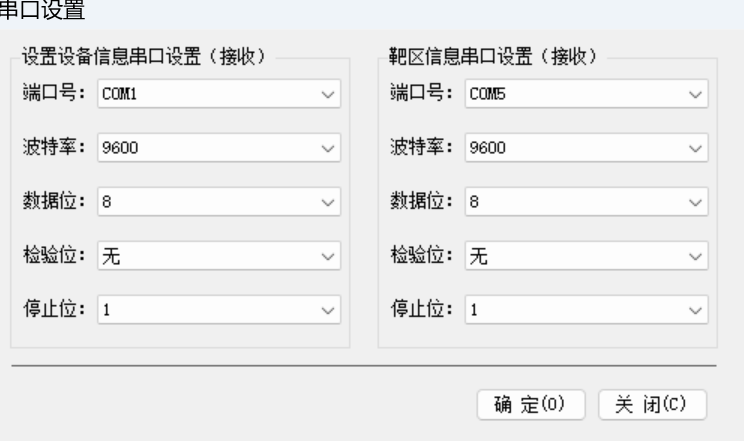 串口设置
设置设备信息串口设置（接收）
端口号： COM1
波特率： 9600
数据位： 8
检验位： 无
停止位： 1
靶区信息串口设置（接收）
端口号： COM5
波特率： 9600
数据位： 8
检验位： 无
停止位： 1
确 定(O) 关 闭(C)